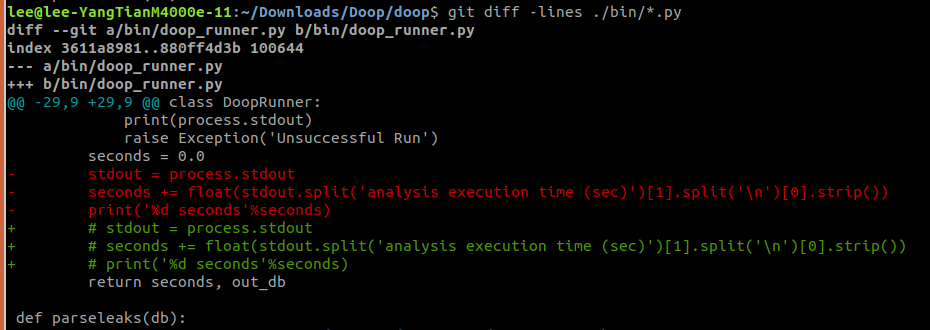 lee@lee-YangTianM4000e-11:~/Downloads/Doop/doop$ git diff -lines ./bin/*.py
diff --git a/bin/doop_runner.py b/bin/doop_runner.py
index 3611a8981..880ff4d3b 100644
--- a/bin/doop_runner.py
+++ b/bin/doop_runner.py
@@ -29,9 +29,9 @@ class DoopRunner:
             print(process.stdout)
             raise Exception('Unsuccessful Run')
         seconds = 0.0
-        stdout = process.stdout
-        seconds += float(stdout.split('analysis execution time (sec)')[1].split('\n')[0].strip())
-        print('%d seconds'%seconds)
+        # stdout = process.stdout
+        # seconds += float(stdout.split('analysis execution time (sec)')[1].split('\n')[0].strip())
+        # print('%d seconds'%seconds)
         return seconds, out_db
 def parseleaks(db):